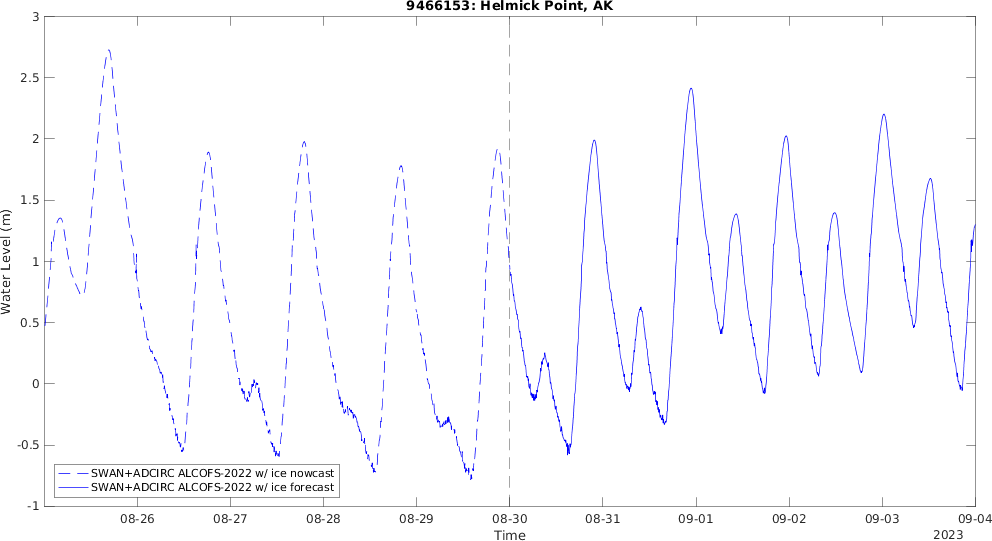 9466153: Helmick Point, AK
3
2.5
2
1.5
1
0.5
0
-0.5
-1
Water Level (m)
SWAN+ADCIRC ALCOFS-2022 w/ ice nowcast
SWAN+ADCIRC ALCOFS-2022 w/ ice forecast
08-26 08-27 08-28 08-29 08-30 08-31 09-01 09-02 09-03 09-04
Time
2023